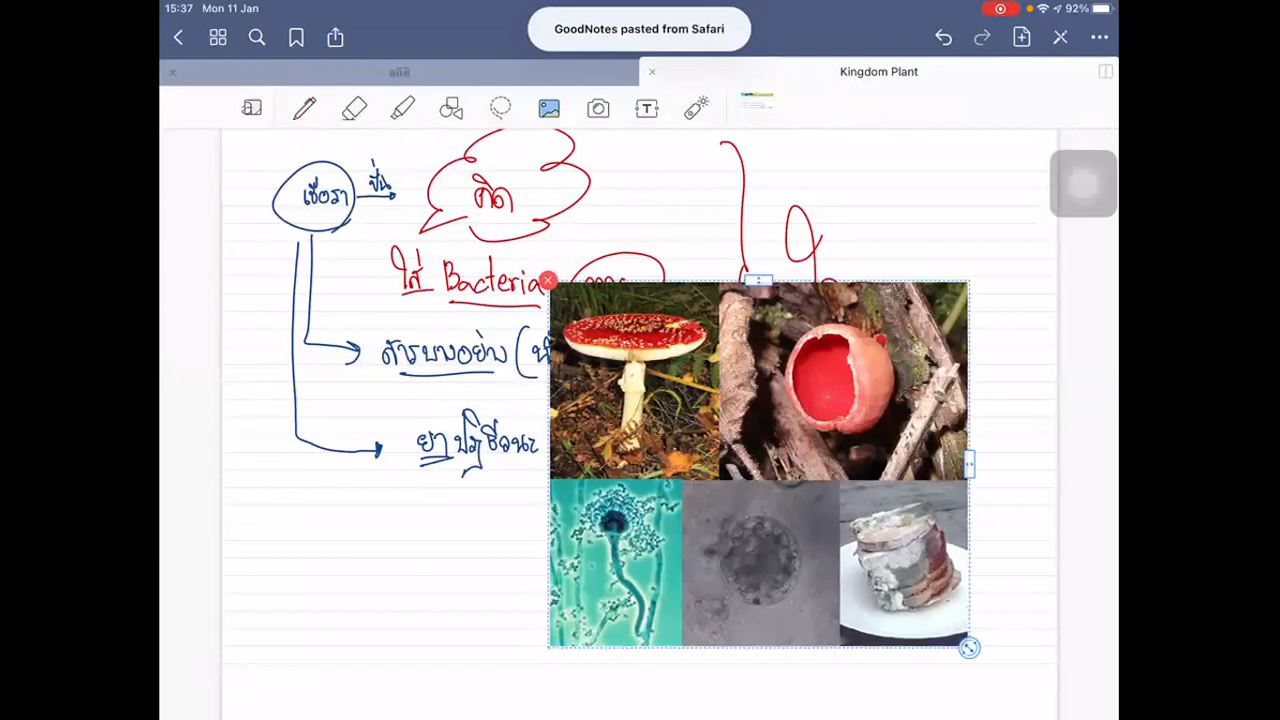 15:37 Mon 11 Jan
92%
GoodNotes pasted from Safari
Kingdom Plant
เชื้อรา
คิด
ใส่ Bacteria
สารบางอย่าง (
ยาปฏิชีวนะ